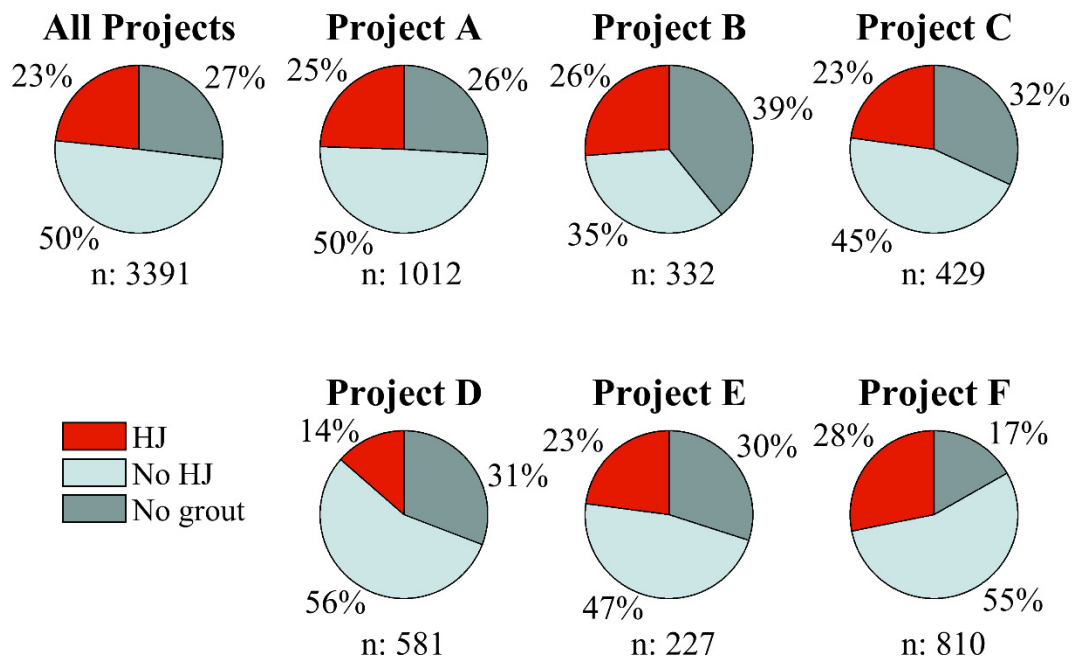 All Projects
23%
27%
50%
n: 3391
Project A
25%
26%
50%
n: 1012
Project B
26%
39%
35%
n: 332
Project C
23%
32%
45%
n: 429
HJ
No HJ
No grout
Project D
14%
31%
56%
n: 581
Project E
23%
30%
47%
n: 227
Project F
28%
17%
55%
n: 810